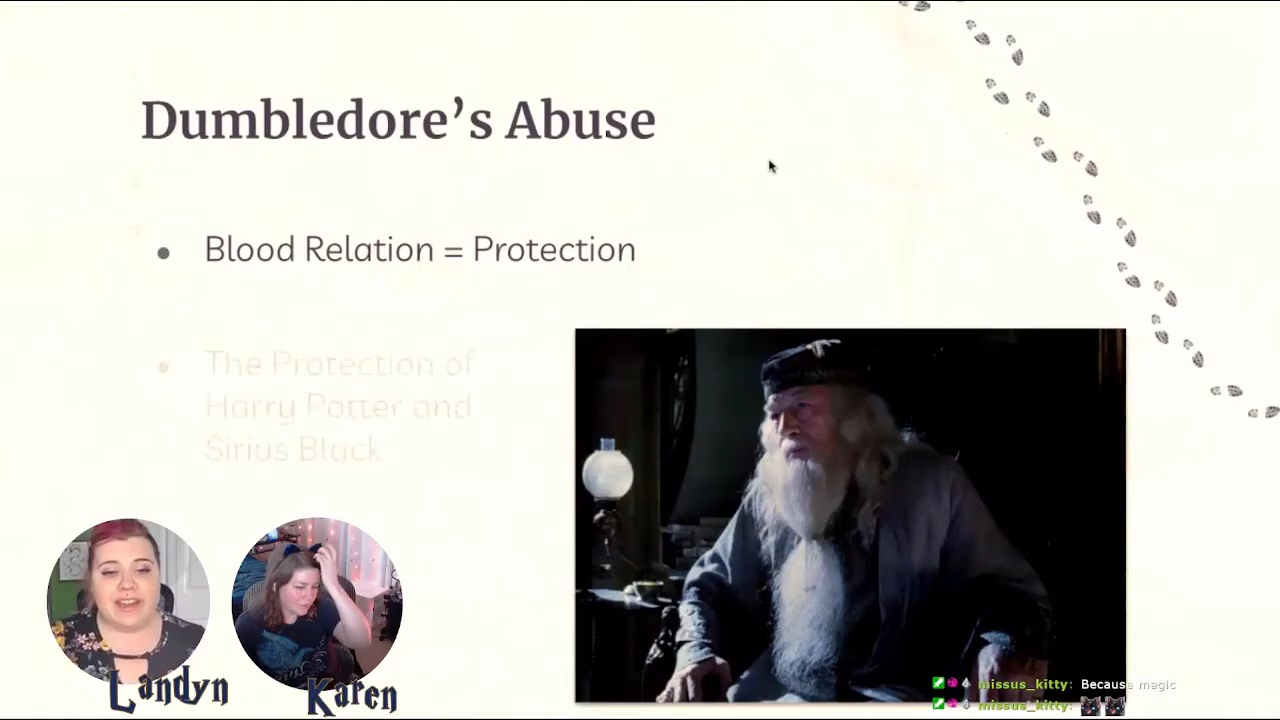 Dumbledore's Abuse
• Blood Relation = Protection
• The Protection of
Harry Potter and
Sirius Black
Landyn
Karen
missus_kitty: Because magic
missus_kitty: